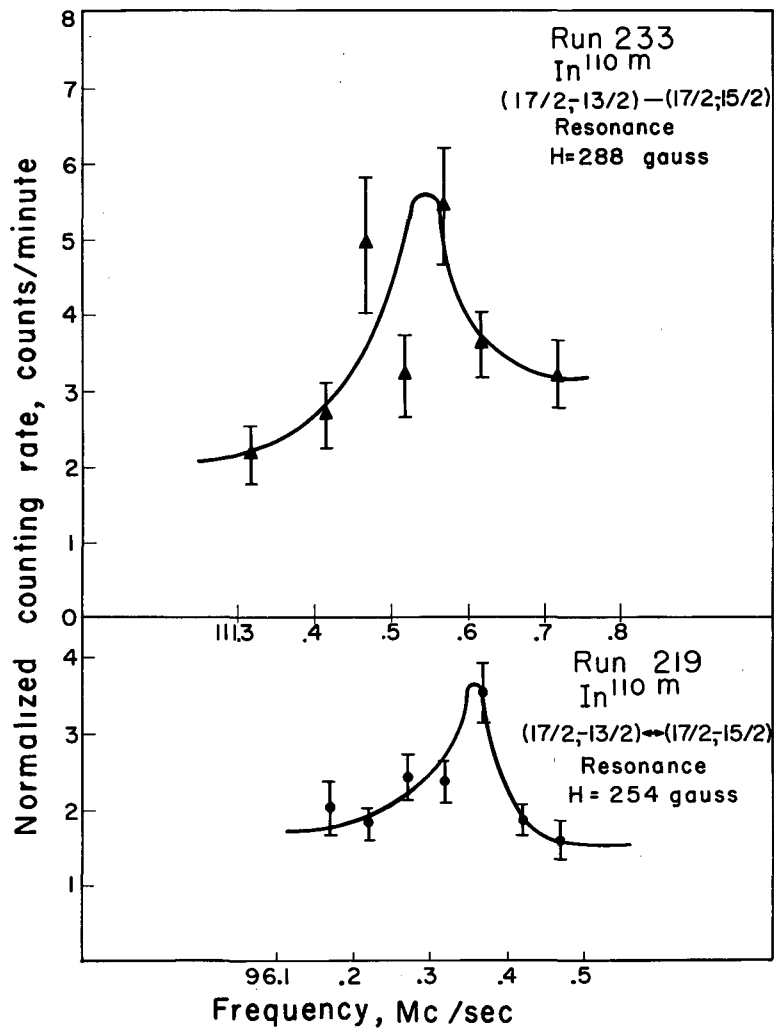 Normalized counting rate, counts/minute
8
7
6
5
4
3
2
1
0
Run 233
In110 m
(17/2,-13/2)—(17/2,-15/2)
Resonance
H=288 gauss
111.3 .4 .5 .6 .7 .8
4
3
2
1
Run 219
In110 m
(17/2,-13/2)↔(17/2,-15/2)
Resonance
H = 254 gauss
96.1 .2 .3 .4 .5
Frequency, Mc/sec